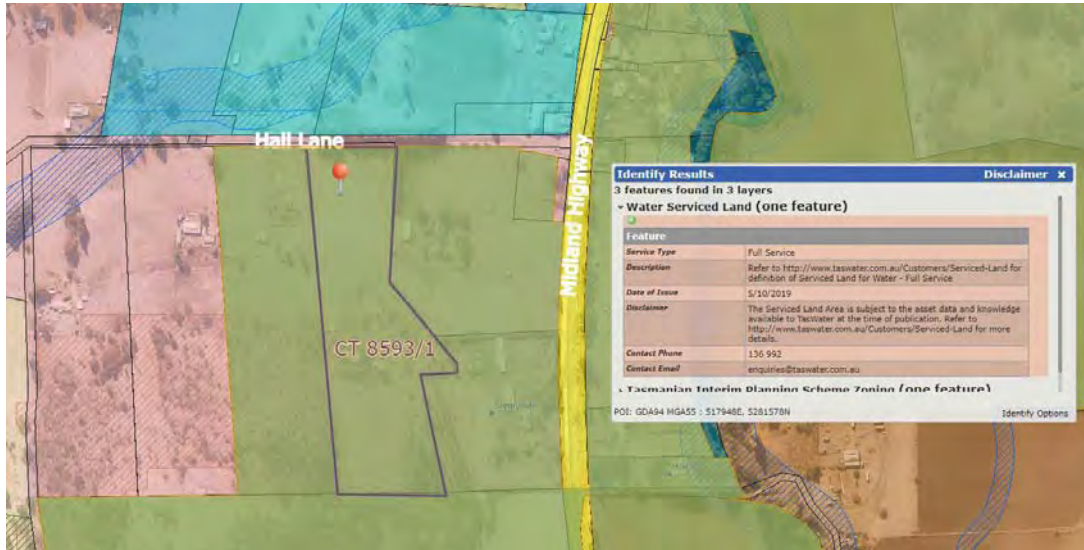 Hall Lane
Midland Highway
CT 8593/1
Identify Results
Disclaimer x
3 features found in 3 layers
Water Serviced Land (one feature)
Feature
Service Type Full Service
Description Refer to http://www.taswater.com.au/Customers/Serviced-Land for
definition of Serviced Land for Water - Full Service
Date of Issue 5/10/2019
Disclaimer The Serviced Land Area is subject to the asset data and knowledge
available to TasWater at the time of publication. Refer to
http://www.taswater.com.au/Customers/Serviced-Land for more
details.
Contact Phone 136 992
Contact Email enquiries@taswater.com.au
Tasmanian Interim Planning Scheme Zoning (one feature)
POI: GDA94 MGA55 : 517948E, 5281578N
Identify Options